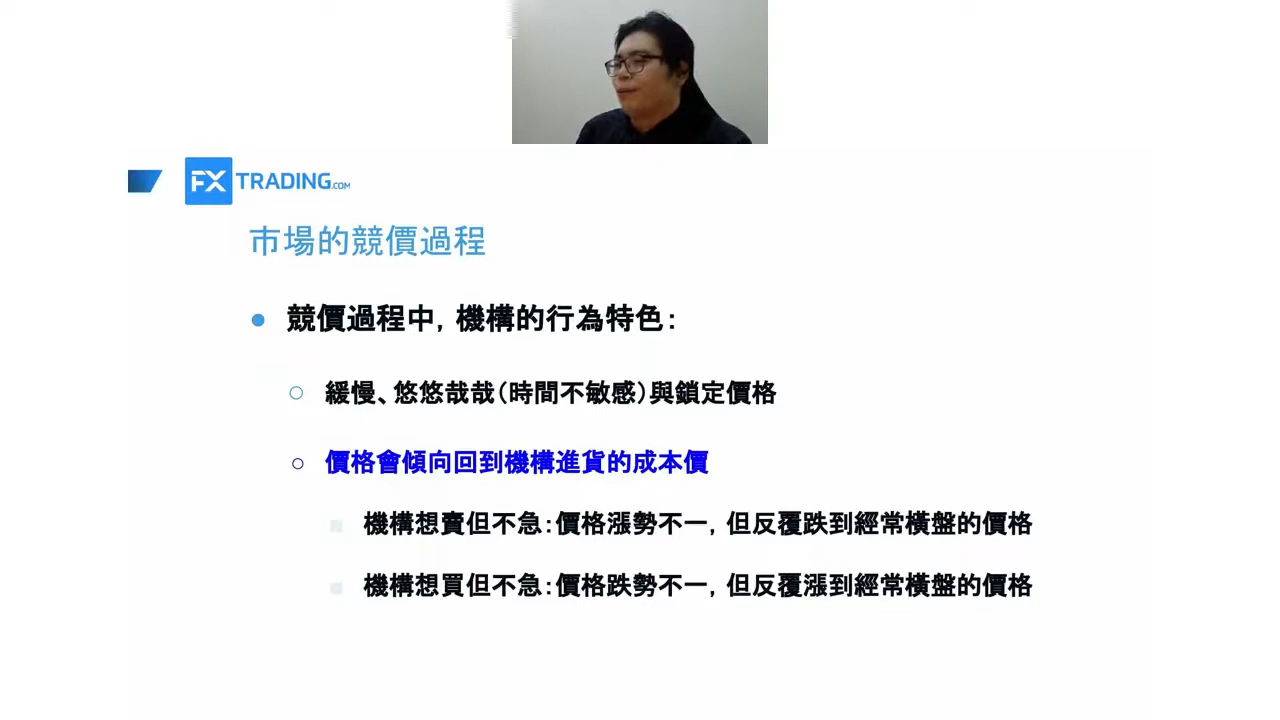 FX TRADING.COM
市場的競價過程
競價過程中，機構的行為特色：
緩慢、悠悠哉哉（時間不敏感）與鎖定價格
價格會傾向回到機構進貨的成本價
機構想賣但不急：價格漲勢不一，但反覆跌到經常橫盤的價格
機構想買但不急：價格跌勢不一，但反覆漲到經常橫盤的價格